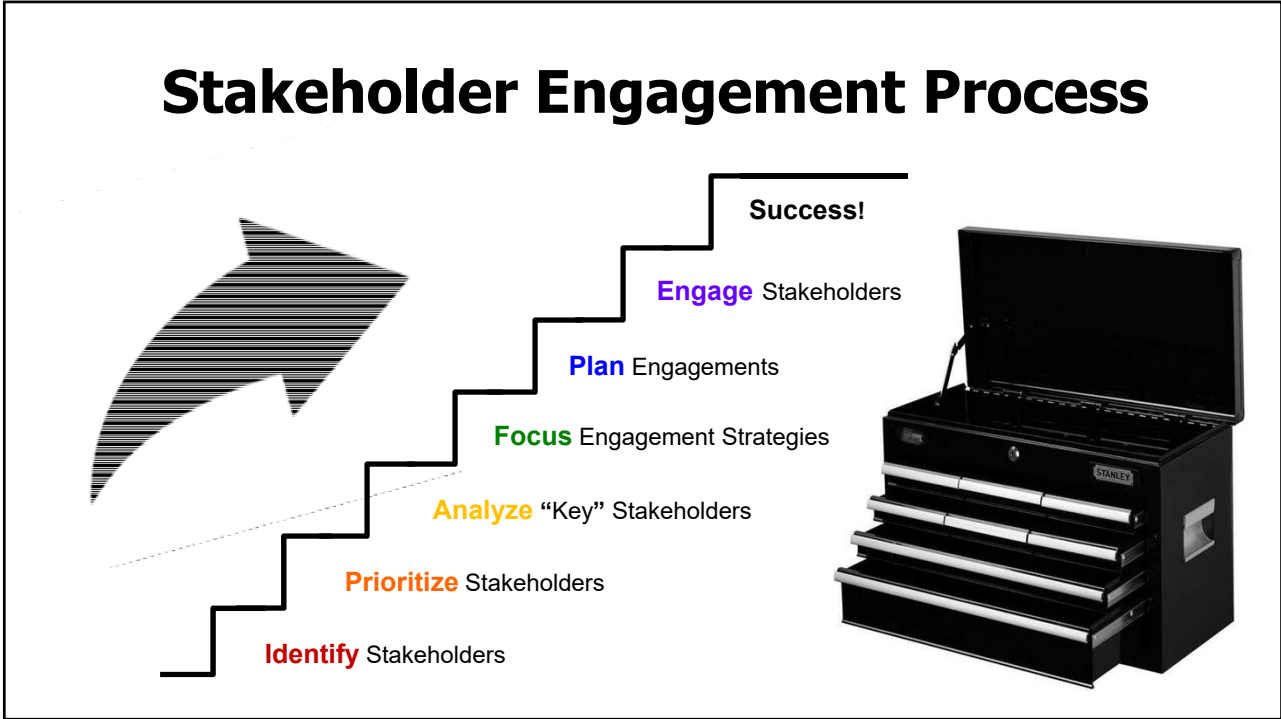 Stakeholder Engagement Process
Success!
Engage Stakeholders
Plan Engagements
Focus Engagement Strategies
Analyze “Key” Stakeholders
Prioritize Stakeholders
Identify Stakeholders
STANLEY